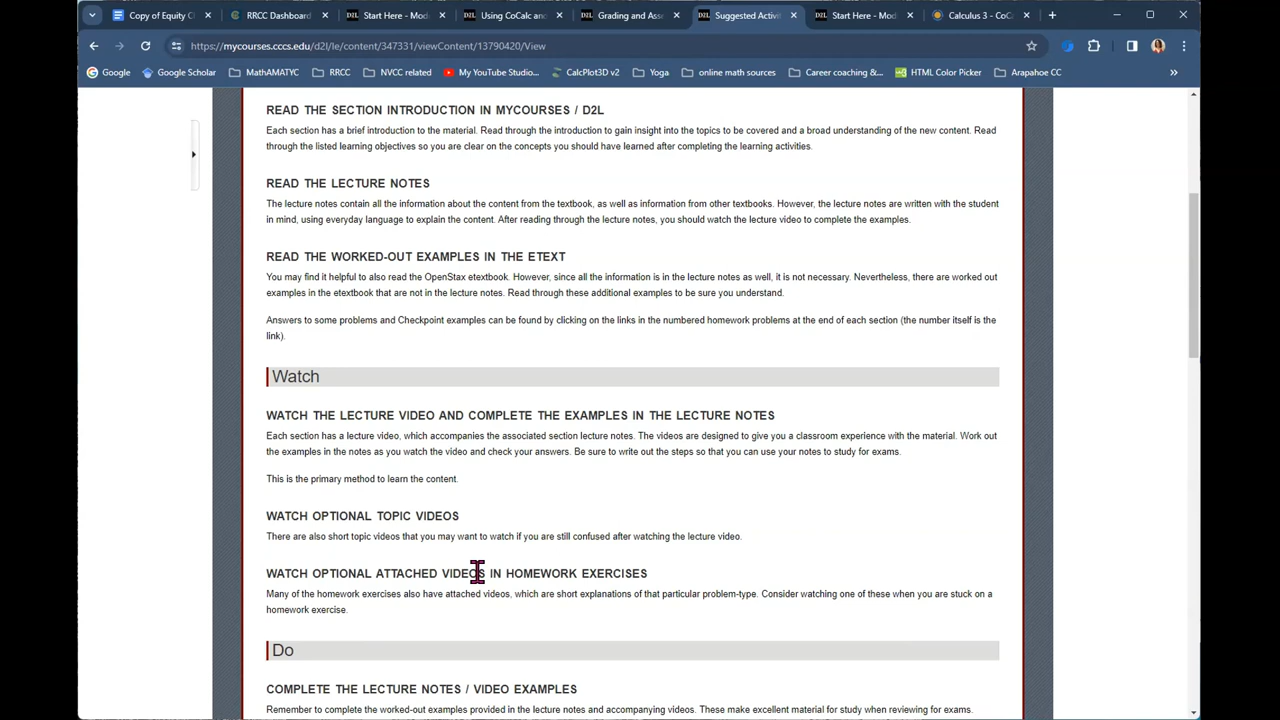 Copy of Equity C
RRCC Dashboard
Start Here - Mod
Using CoCalc and
Grading and Ass
Suggested Activit
Start Here - Mod
Calculus 3 - CoC
https://mycourses.cccs.edu/d2l/le/content/347331/viewContent/13790420/View
Google
Google Scholar
MathAMATYC
RRCC
NVCC related
My YouTube Studio...
CalcPlot3D v2
Yoga
online math sources
Career coaching &...
HTML Color Picker
Arapahoe CC
READ THE SECTION INTRODUCTION IN MYCOURSES / D2L
Each section has a brief introduction to the material. Read through the introduction to gain insight into the topics to be covered and a broad understanding of the new content. Read
through the listed learning objectives so you are clear on the concepts you should have learned after completing the learning activities.
READ THE LECTURE NOTES
The lecture notes contain all the information about the content from the textbook, as well as information from other textbooks. However, the lecture notes are written with the student
in mind, using everyday language to explain the content. After reading through the lecture notes, you should watch the lecture video to complete the examples.
READ THE WORKED-OUT EXAMPLES IN THE ETEXT
You may find it helpful to also read the OpenStax etextbook. However, since all the information is in the lecture notes as well, it is not necessary. Nevertheless, there are worked out
examples in the etextbook that are not in the lecture notes. Read through these additional examples to be sure you understand.
Answers to some problems and Checkpoint examples can be found by clicking on the links in the numbered homework problems at the end of each section (the number itself is the
link).
Watch
WATCH THE LECTURE VIDEO AND COMPLETE THE EXAMPLES IN THE LECTURE NOTES
Each section has a lecture video, which accompanies the associated section lecture notes. The videos are designed to give you a classroom experience with the material. Work out
the examples in the notes as you watch the video and check your answers. Be sure to write out the steps so that you can use your notes to study for exams.
This is the primary method to learn the content.
WATCH OPTIONAL TOPIC VIDEOS
There are also short topic videos that you may want to watch if you are still confused after watching the lecture video.
WATCH OPTIONAL ATTACHED VIDEOS IN HOMEWORK EXERCISES
Many of the homework exercises also have attached videos, which are short explanations of that particular problem-type. Consider watching one of these when you are stuck on a
homework exercise.
Do
COMPLETE THE LECTURE NOTES / VIDEO EXAMPLES
Remember to complete the worked-out examples provided in the lecture notes and accompanying videos. These make excellent material for study when reviewing for exams.